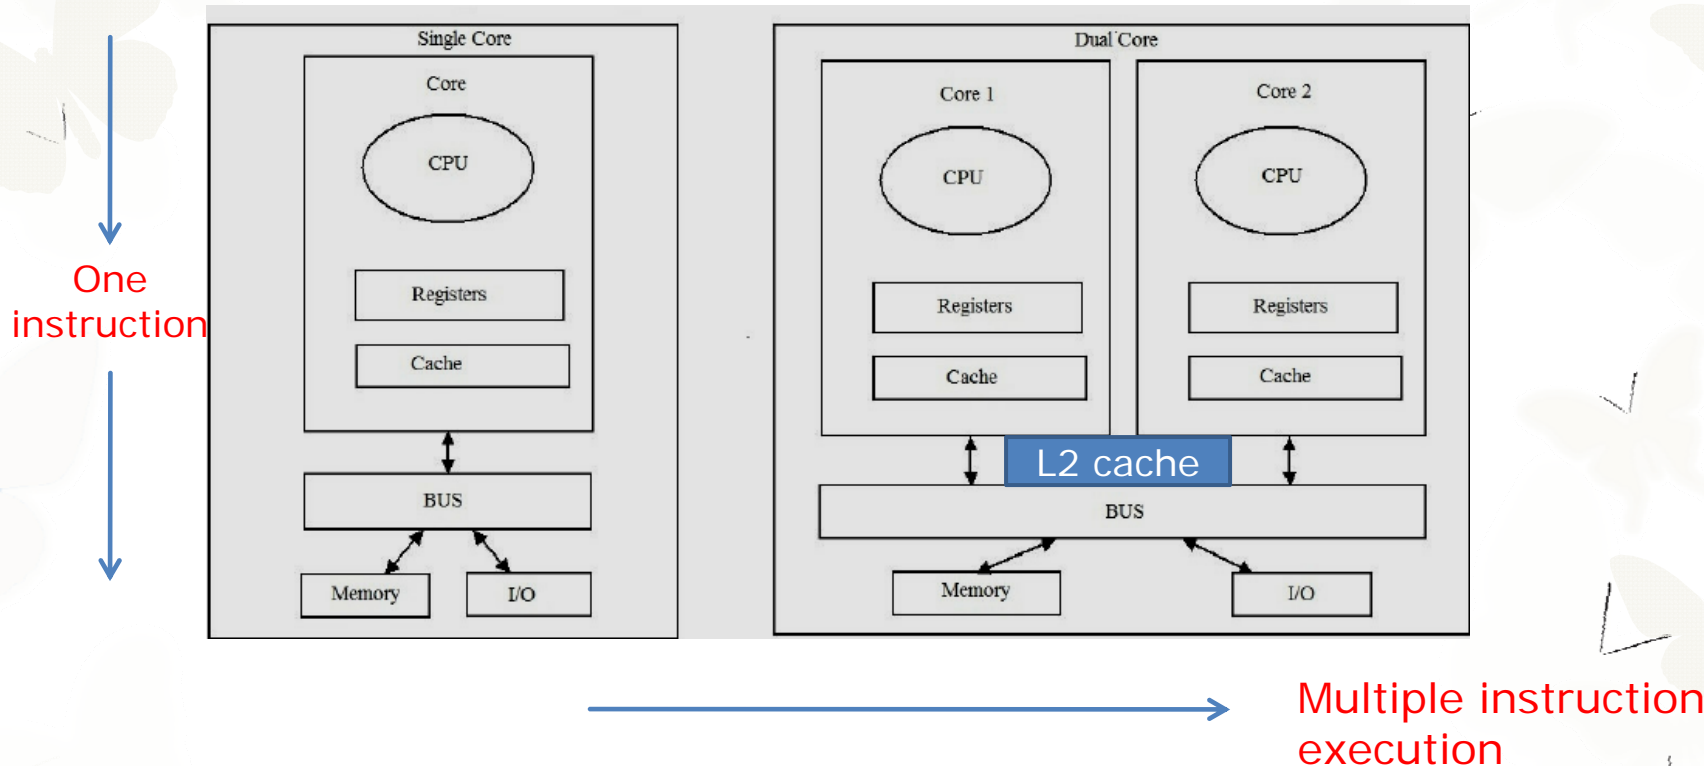 Single Core
Core
CPU
Registers
Cache
BUS
Memory
I/O
One
instruction
Dual Core
Core 1
CPU
Registers
Cache
Core 2
CPU
Registers
Cache
L2 cache
BUS
Memory
I/O
Multiple instruction
execution